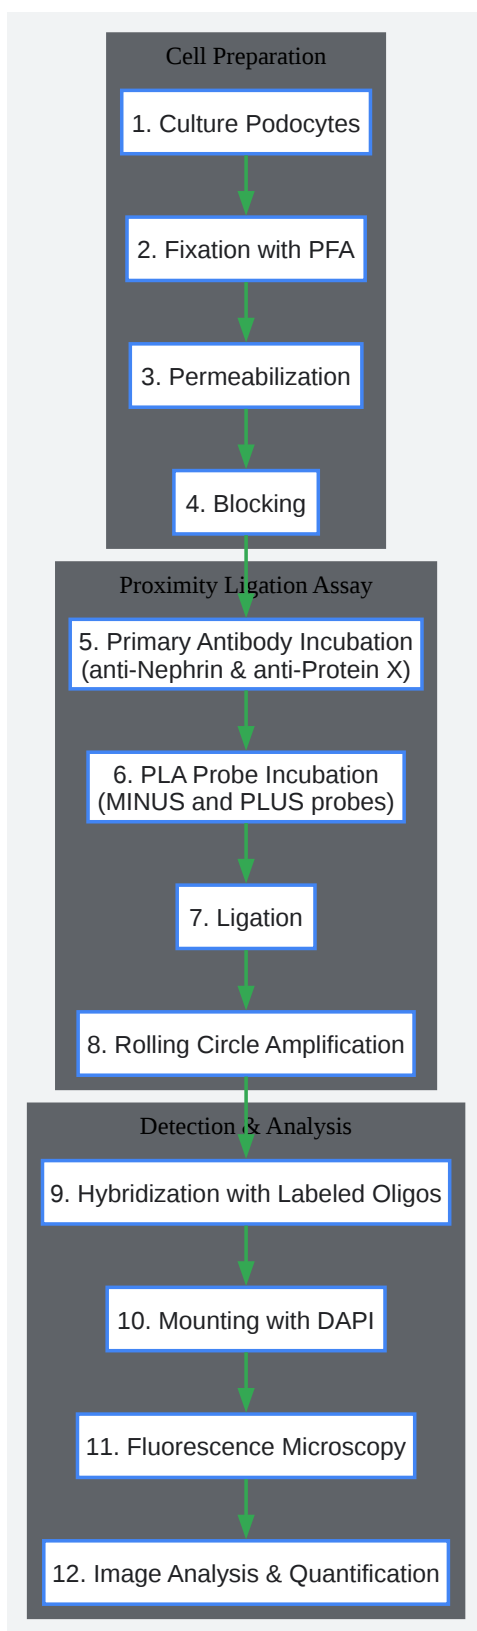 Cell Preparation
1. Culture Podocytes
2. Fixation with PFA
3. Permeabilization
4. Blocking
Proximity Ligation Assay
5. Primary Antibody Incubation
(anti-Nephrin & anti-Protein X)
6. PLA Probe Incubation
(MINUS and PLUS probes)
7. Ligation
8. Rolling Circle Amplification
Detection & Analysis
9. Hybridization with Labeled Oligos
10. Mounting with DAPI
11. Fluorescence Microscopy
12. Image Analysis & Quantification